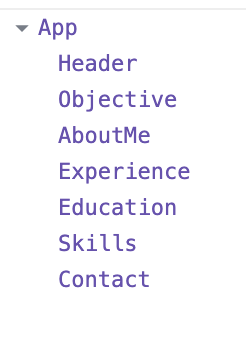 App
Header
Objective
AboutMe
Experience
Education
Skills
Contact